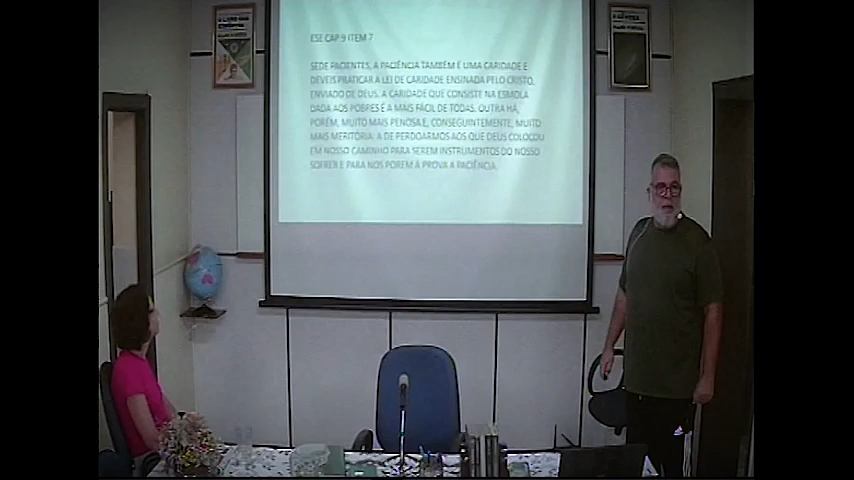 ESE CAP.9 ITEM 7
SEDE PACIENTES, A PACIÊNCIA TAMBÉM É UMA CARIDADE E
DEVEIS PRATICAR A LEI DE CARIDADE ENSINADA PELO CRISTO,
ENVIADO DE DEUS. A CARIDADE QUE CONSISTE NA ESMOLA
DADA AOS POBRES É A MAIS FÁCIL DE TODAS. OUTRA HÁ,
PORÉM, MUITO MAIS PENOSA E, CONSEGUINTEMENTE, MUITO
MAIS MERITÓRIA: A DE PERDOARMOS AOS QUE DEUS COLOCOU
EM NOSSO CAMINHO PARA SEREM INSTRUMENTOS DO NOSSO
SOFRER E PARA NOS POREM À PROVA A PACIÊNCIA.